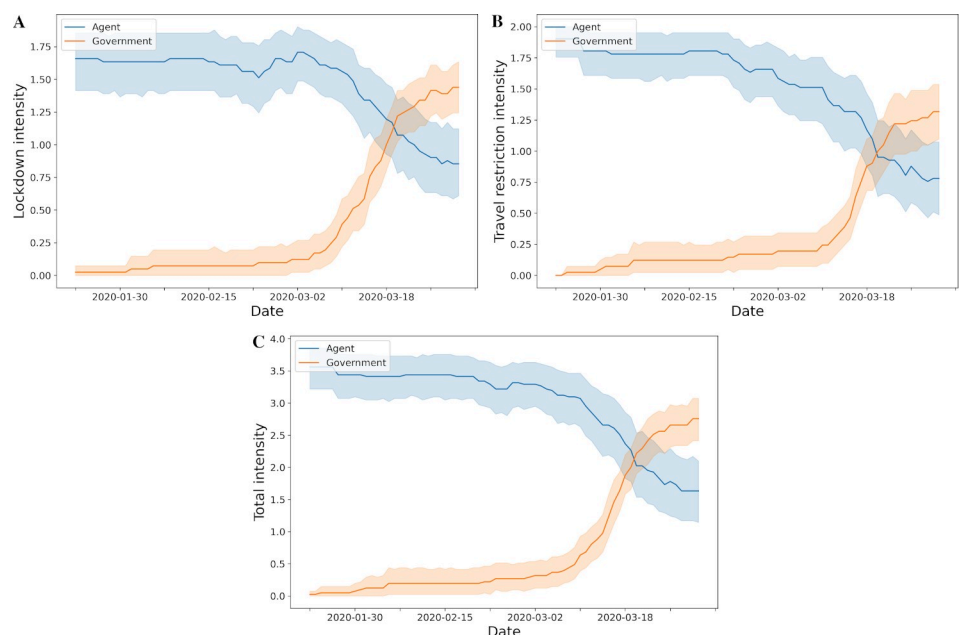 A
Agent
Government
Lockdown intensity
1.75
1.50
1.25
1.00
0.75
0.50
0.25
0.00
2020-01-30 2020-02-15 2020-03-02 2020-03-18
Date
B
Agent
Government
Travel restriction intensity
2.00
1.75
1.50
1.25
1.00
0.75
0.50
0.25
0.00
2020-01-30 2020-02-15 2020-03-02 2020-03-18
Date
C
Agent
Government
Total intensity
4.0
3.5
3.0
2.5
2.0
1.5
1.0
0.5
0.0
2020-01-30 2020-02-15 2020-03-02 2020-03-18
Date